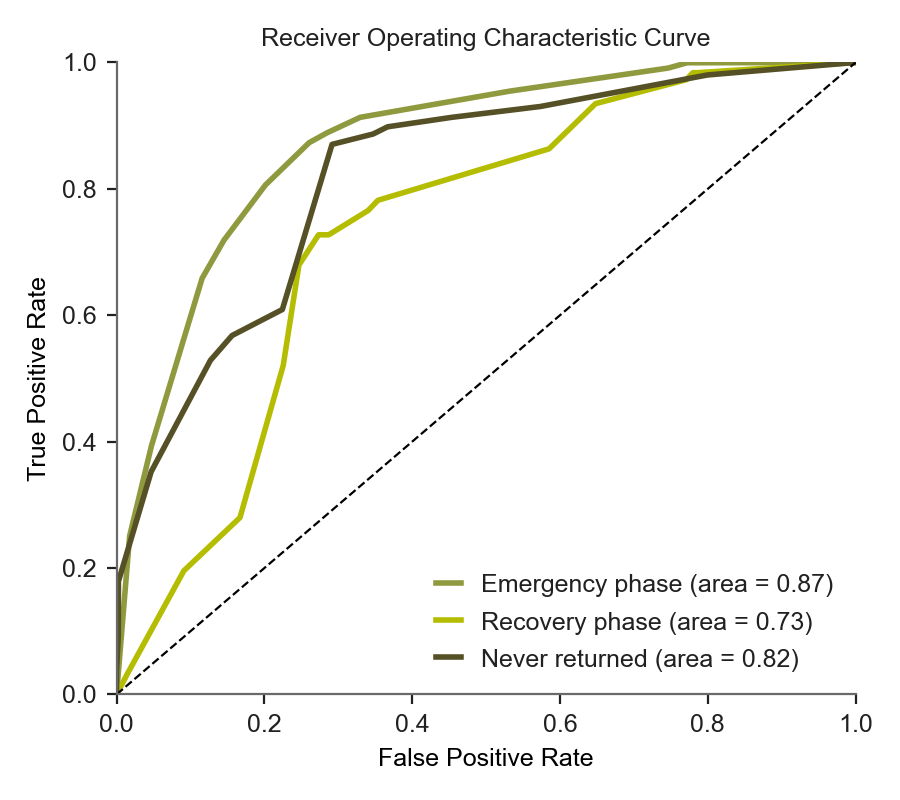 Receiver Operating Characteristic Curve
1.0
0.8
0.6
0.4
0.2
0.0
True Positive Rate
Emergency phase (area = 0.87)
Recovery phase (area = 0.73)
Never returned (area = 0.82)
0.0 0.2 0.4 0.6 0.8 1.0
False Positive Rate